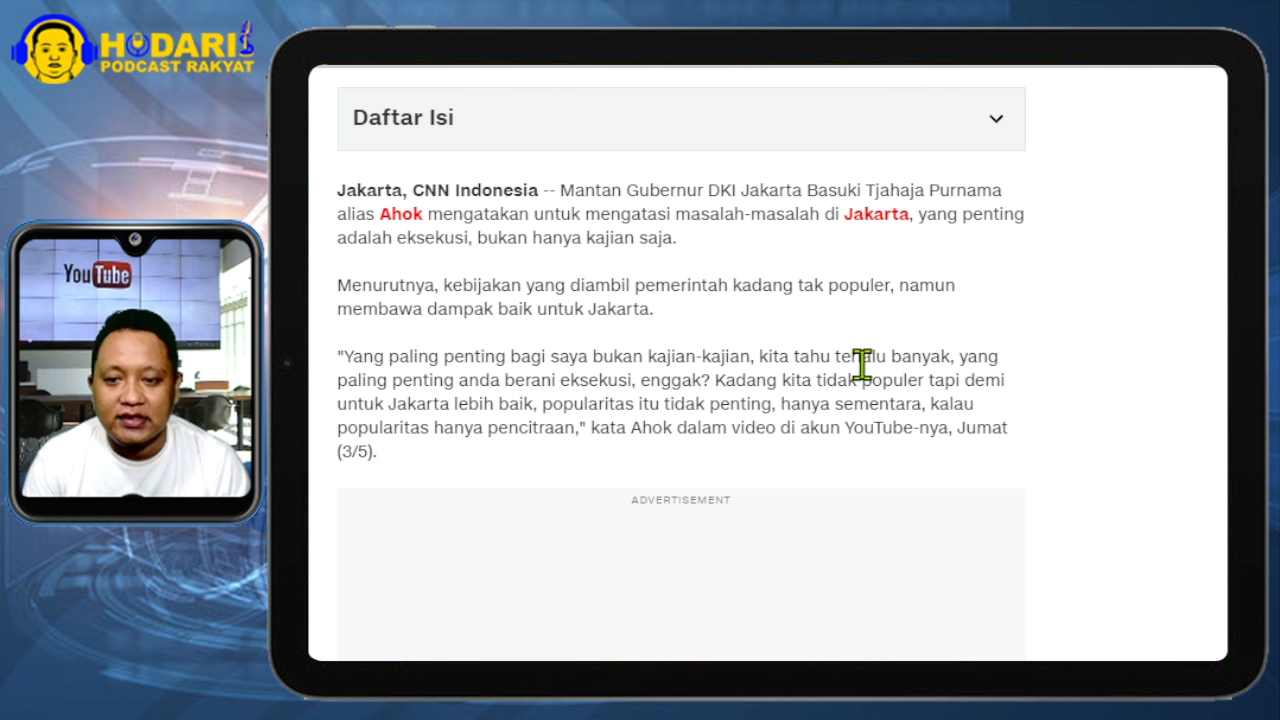 HODARI
PODCAST RAKYAT
YouTube
Daftar Isi
Jakarta, CNN Indonesia -- Mantan Gubernur DKI Jakarta Basuki Tjahaja Purnama
alias Ahok mengatakan untuk mengatasi masalah-masalah di Jakarta, yang penting
adalah eksekusi, bukan hanya kajian saja.
Menurutnya, kebijakan yang diambil pemerintah kadang tak populer, namun
membawa dampak baik untuk Jakarta.
"Yang paling penting bagi saya bukan kajian-kajian, kita tahu terlalu banyak, yang
paling penting anda berani eksekusi, enggak? Kadang kita tidak populer tapi demi
untuk Jakarta lebih baik, popularitas itu tidak penting, hanya sementara, kalau
popularitas hanya pencitraan," kata Ahok dalam video di akun YouTube-nya, Jumat
(3/5).
ADVERTISEMENT